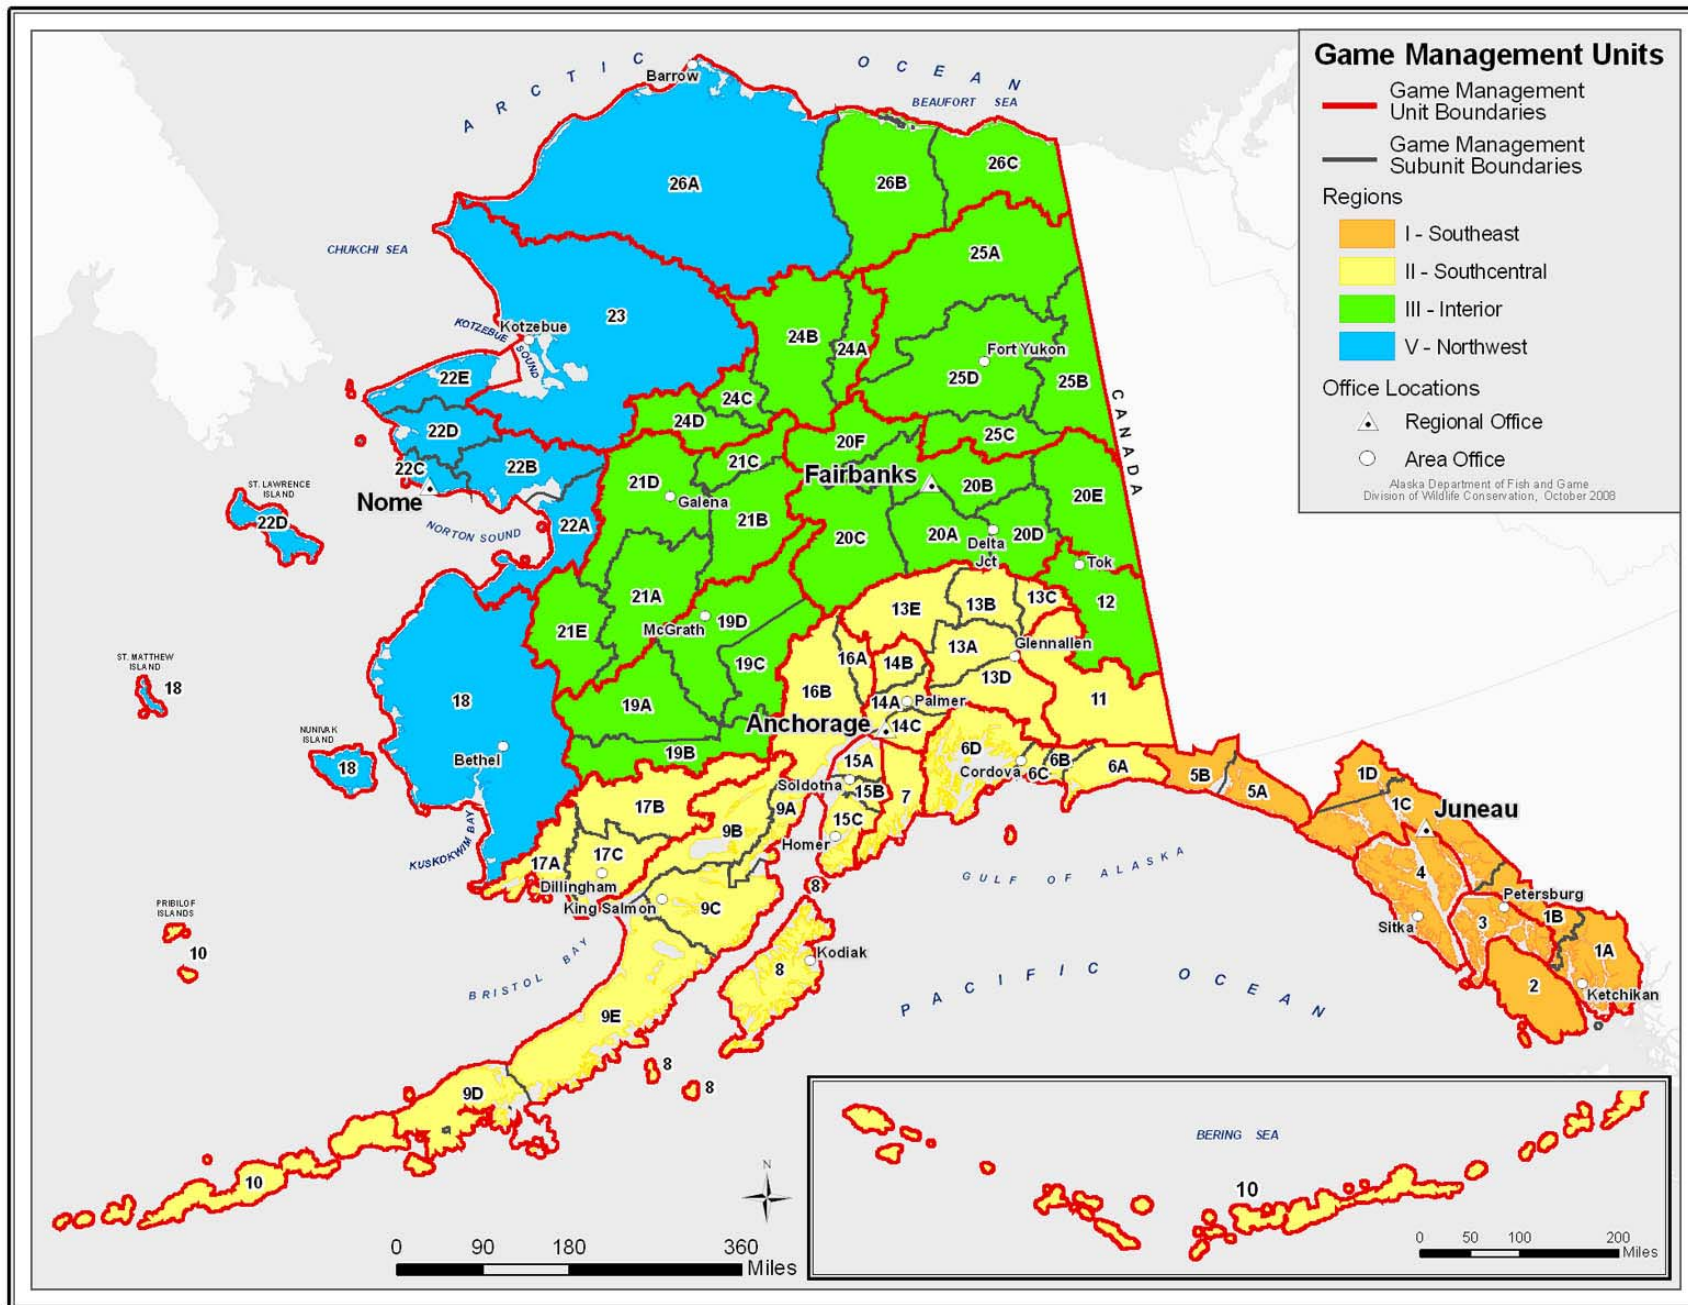 Game Management Units
Game Management
Unit Boundaries
Game Management
Subunit Boundaries
Regions
I - Southeast
II - Southcentral
III - Interior
V - Northwest
Office Locations
Regional Office
Area Office
Alaska Department of Fish and Game
Division of Wildlife Conservation, October 2008
ARCTIC OCEAN
BEAUFORT SEA
Barrow
26A
26B
26C
CHUKCHI SEA
25A
23
KOTZEBUE SOUND
Kotzebue
24B
24A
Fort Yukon
25D
25B
CANADA
22E
24C
24D
22D
20F
25C
22C
22B
21C
Fairbanks
Nome
21D
Galena
20B
20E
ST. LAWRENCE
ISLAND
22D
NORTON SOUND
22A
21B
20C
20A
Delta
Jct
20D
Tok
21A
21E
McGrath
19D
13E
13B
13C
12
Glennallen
ST. MATTHEW
ISLAND
18
19C
16A
14B
13A
13D
18
19A
16B
14A
Palmer
11
Anchorage
14C
NUNIVAK
ISLAND
18
Bethel
19B
15A
6D
Cordova
6C
6B
6A
5B
5A
1D
1C
Juneau
Soldotna
15B
7
17B
9A
9B
15C
Homer
KUSKOKWIM BAY
17A
17C
Dillingham
King Salmon
9C
8
GULF OF ALASKA
4
Petersburg
Sitka
3
1B
1A
PRIBILOF
ISLANDS
10
BRISTOL BAY
8
Kodiak
PACIFIC OCEAN
2
Ketchikan
9E
8
8
9D
10
N
0 90 180 360
Miles
BERING SEA
10
0 50 100 200
Miles